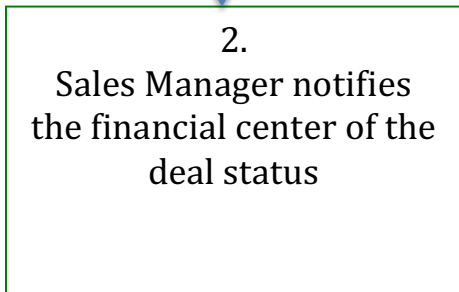 2.
Sales Manager notifies
the financial center of the
deal status